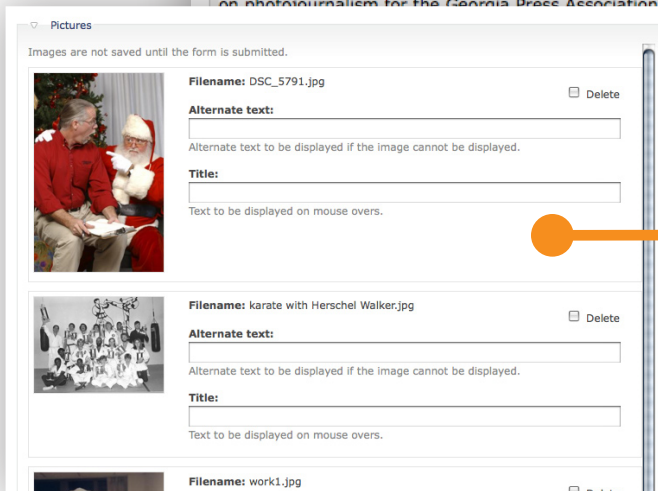 on photojournalism for the Georgia Press Association
Pictures
Images are not saved until the form is submitted.
Filename: DSC_5791.jpg
Delete
Alternate text:
Alternate text to be displayed if the image cannot be displayed.
Title:
Text to be displayed on mouse overs.
Filename: karate with Herschel Walker.jpg
Delete
Alternate text:
Alternate text to be displayed if the image cannot be displayed.
Title:
Text to be displayed on mouse overs.
Filename: work1.jpg
Delete